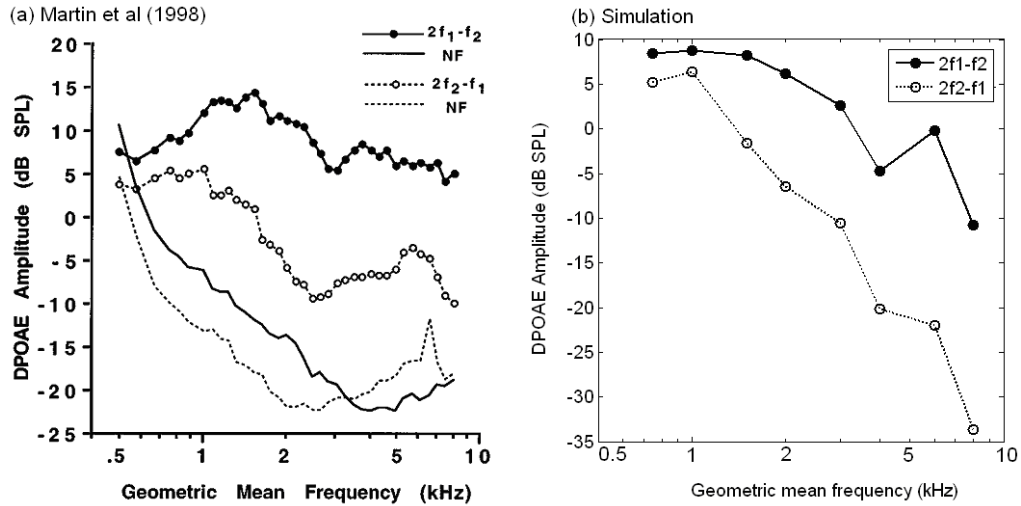 (a) Martin et al (1998)
2f₁-f₂
NF
2f₂-f₁
NF
DPOAE Amplitude (dB SPL)
20
15
10
5
0
-5
-10
-15
-20
-25
.5 1 2 5 10
Geometric Mean Frequency (kHz)
(b) Simulation
2f1-f2
2f2-f1
DPOAE Amplitude (dB SPL)
10
5
0
-5
-10
-15
-20
-25
-30
-35
0.5 1 2 5 10
Geometric mean frequency (kHz)